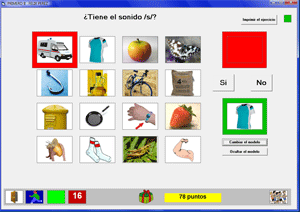 ¿Tiene el sonido /s/?
Imprimir el ejercicio
Si
No
Cambiar el modelo
Ocultar el modelo
16
78 puntos